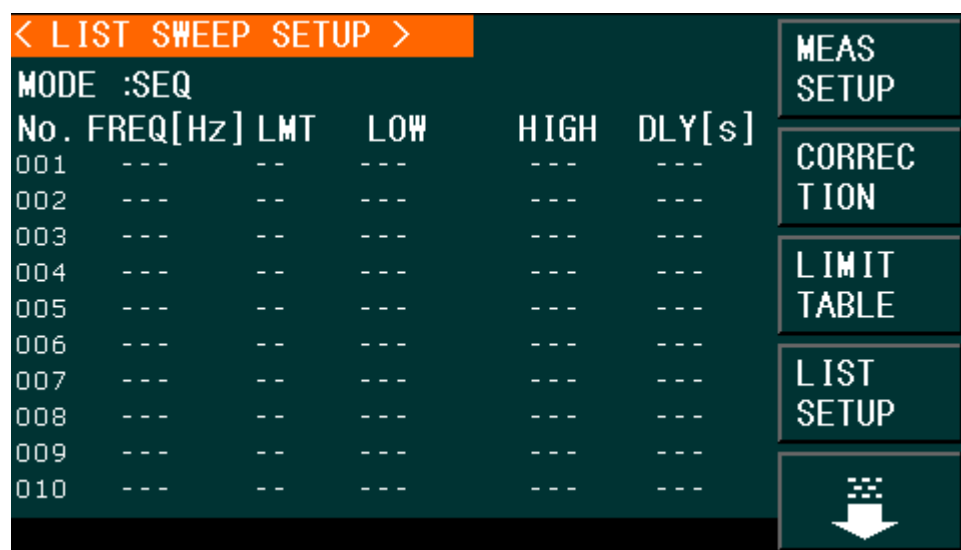 < LIST SWEEP SETUP >
MODE :SEQ
No. FREQ[Hz] LMT LOW HIGH DLY[s]
001 --- -- --- --- ---
002 --- -- --- --- ---
003 --- -- --- --- ---
004 --- -- --- --- ---
005 --- -- --- --- ---
006 --- -- --- --- ---
007 --- -- --- --- ---
008 --- -- --- --- ---
009 --- -- --- --- ---
010 --- -- --- --- ---
MEAS
SETUP
CORREC
TION
LIMIT
TABLE
LIST
SETUP